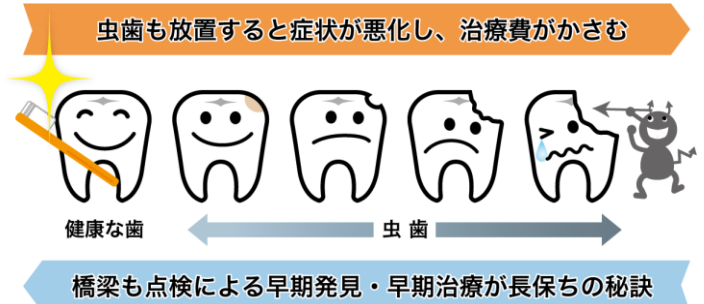 虫歯も放置すると症状が悪化し、治療費がかさむ
健康な歯
虫歯
橋梁も点検による早期発見・早期治療が長保ちの秘訣